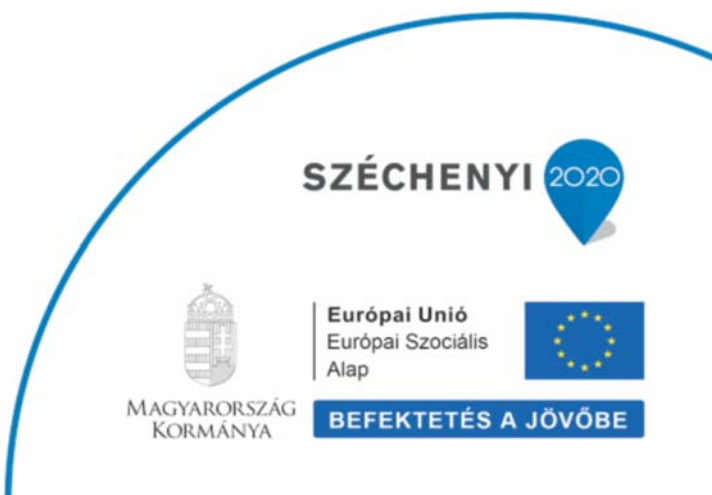 SZÉCHENYI 2020
Európai Unió
Európai Szociális
Alap
MAGYARORSZÁG
KORMÁNYA
BEFEKTETÉS A JÖVŐBE